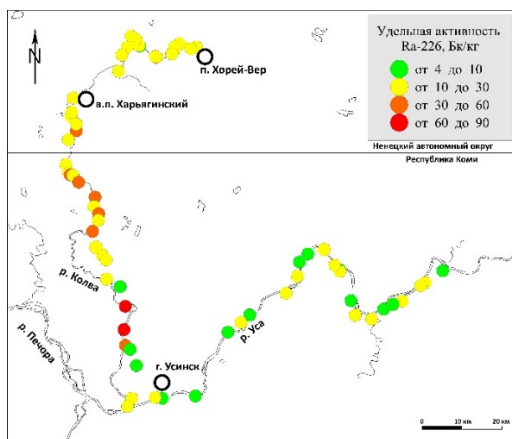 Удельная активность
Ra-226, Бк/кг
от 4 до 10
от 10 до 30
от 30 до 60
от 60 до 90
N
п. Хорей-Вер
в.п. Харьягинский
Ненецкий автономный округ
Республика Коми
р. Колва
р. Печора
р. Уса
г. Усинск
0 10 км 20 км